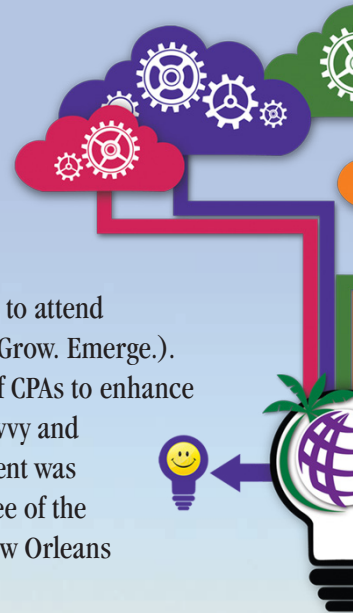 to attend
Grow. Emerge.).
f CPAs to enhance
vvy and
ent was
ee of the
w Orleans